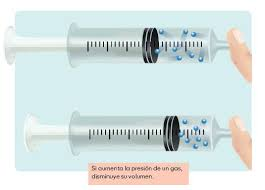 Si aumenta la presión de un gas,
disminuye su volumen.